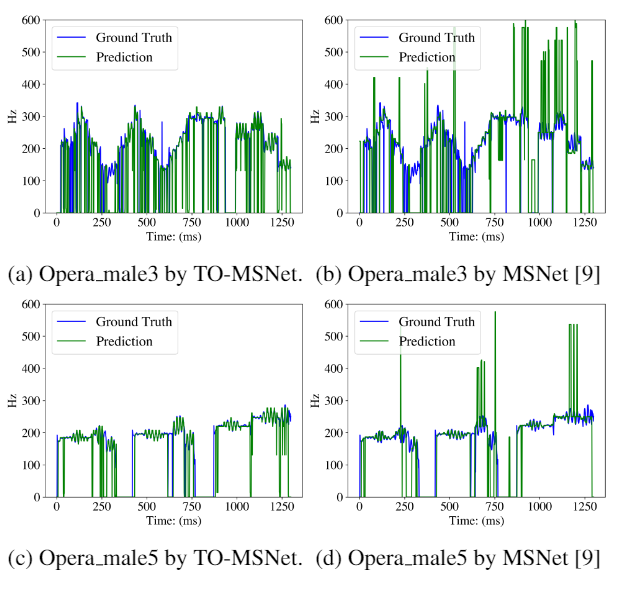 600
500
400
300
200
100
0
Hz
Ground Truth
Prediction
0 250 500 750 1000 1250
Time: (ms)
600
500
400
300
200
100
0
Hz
Ground Truth
Prediction
0 250 500 750 1000 1250
Time: (ms)
(a) Opera_male3 by TO-MSNet. (b) Opera_male3 by MSNet [9]
600
500
400
300
200
100
0
Hz
Ground Truth
Prediction
0 250 500 750 1000 1250
Time: (ms)
600
500
400
300
200
100
0
Hz
Ground Truth
Prediction
0 250 500 750 1000 1250
Time: (ms)
(c) Opera_male5 by TO-MSNet. (d) Opera_male5 by MSNet [9]